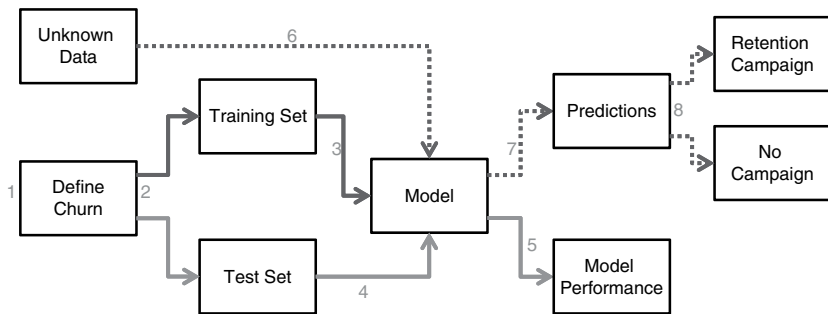 Unknown
Data
6
Retention
Campaign
Training Set
Predictions
8
3
7
1
Define
Churn
2
Model
No
Campaign
Test Set
4
5
Model
Performance